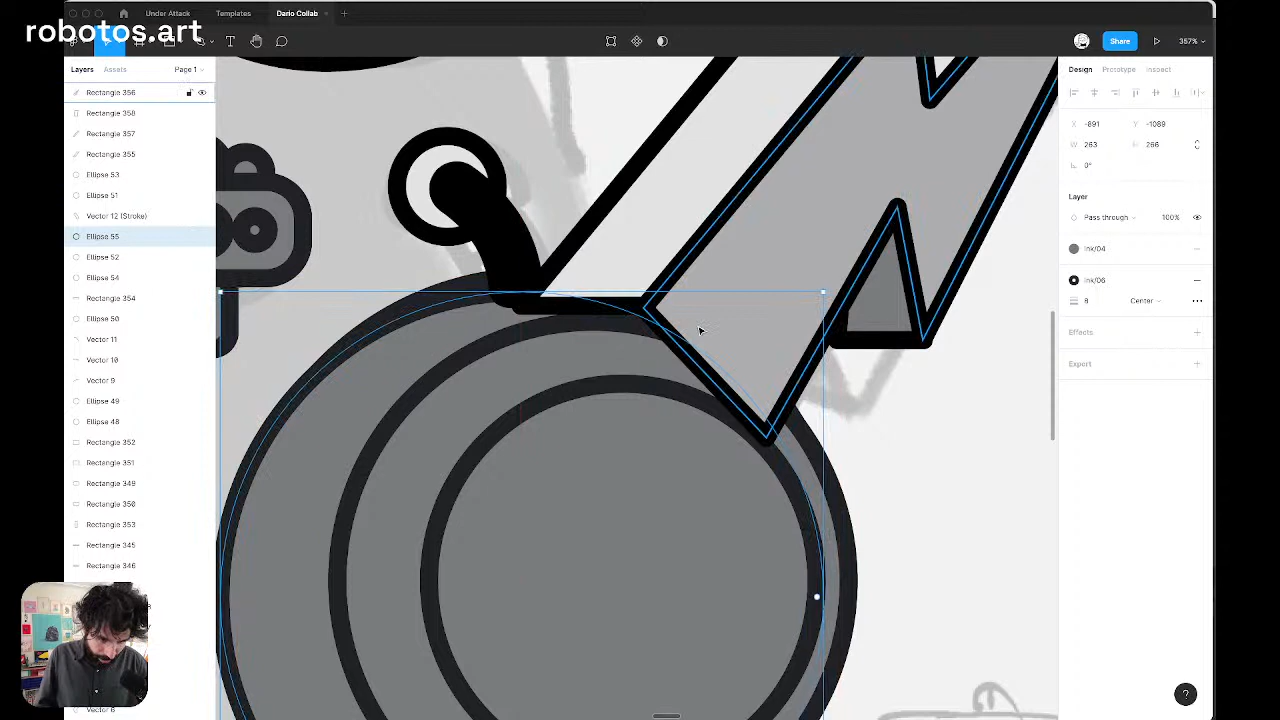 robotos.art
Under Attack
Templates
Dario Collab
Share
357%
Layers
Assets
Page 1
Rectangle 356
Rectangle 358
Rectangle 357
Rectangle 355
Ellipse 53
Ellipse 51
Vector 12 (Stroke)
Ellipse 55
Ellipse 52
Ellipse 54
Rectangle 354
Ellipse 50
Vector 11
Vector 10
Vector 9
Ellipse 49
Ellipse 48
Rectangle 352
Rectangle 351
Rectangle 349
Rectangle 350
Rectangle 353
Rectangle 345
Rectangle 346
Vector 6
Design
Prototype
Inspect
X -891
Y -1089
W 263
H 266
0°
Layer
Pass through
100%
Ink/04
Ink/06
8
Center
Effects
Export
?